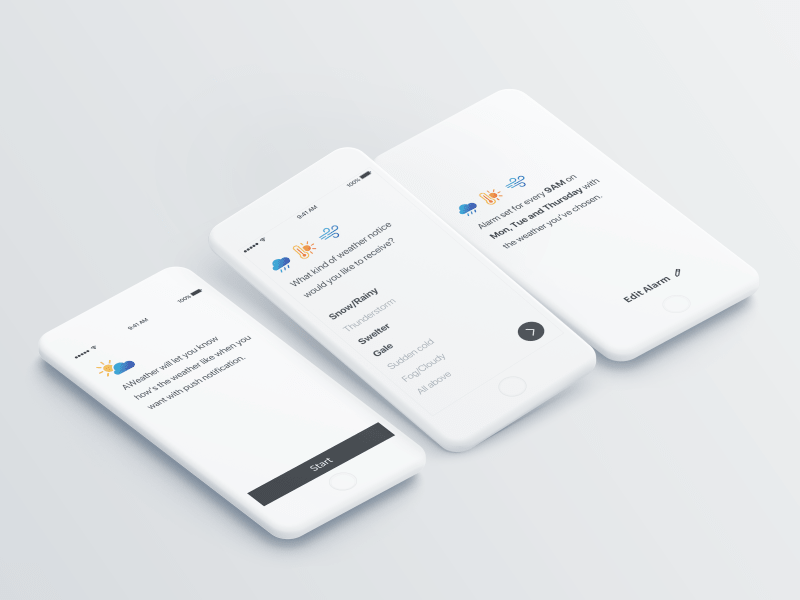 9:41 AM
100%
AWeather will let you know
how's the weather like when you
want with push notification.
Start
9:41 AM
100%
What kind of weather notice
would you like to receive?
Snow/Rainy
Thunderstorm
Swelter
Gale
Sudden cold
Fog/Cloudy
All above
Alarm set for every 9AM on
Mon, Tue and Thursday with
the weather you've chosen.
Edit Alarm